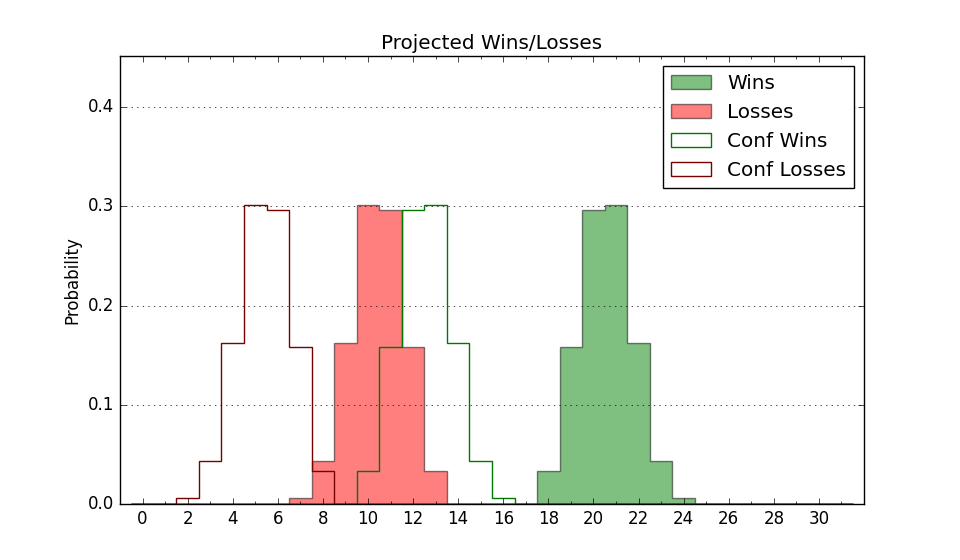 Projected Wins/Losses
Probability
0.4
0.3
0.2
0.1
0.0
0 2 4 6 8 10 12 14 16 18 20 22 24 26 28 30
Wins
Losses
Conf Wins
Conf Losses